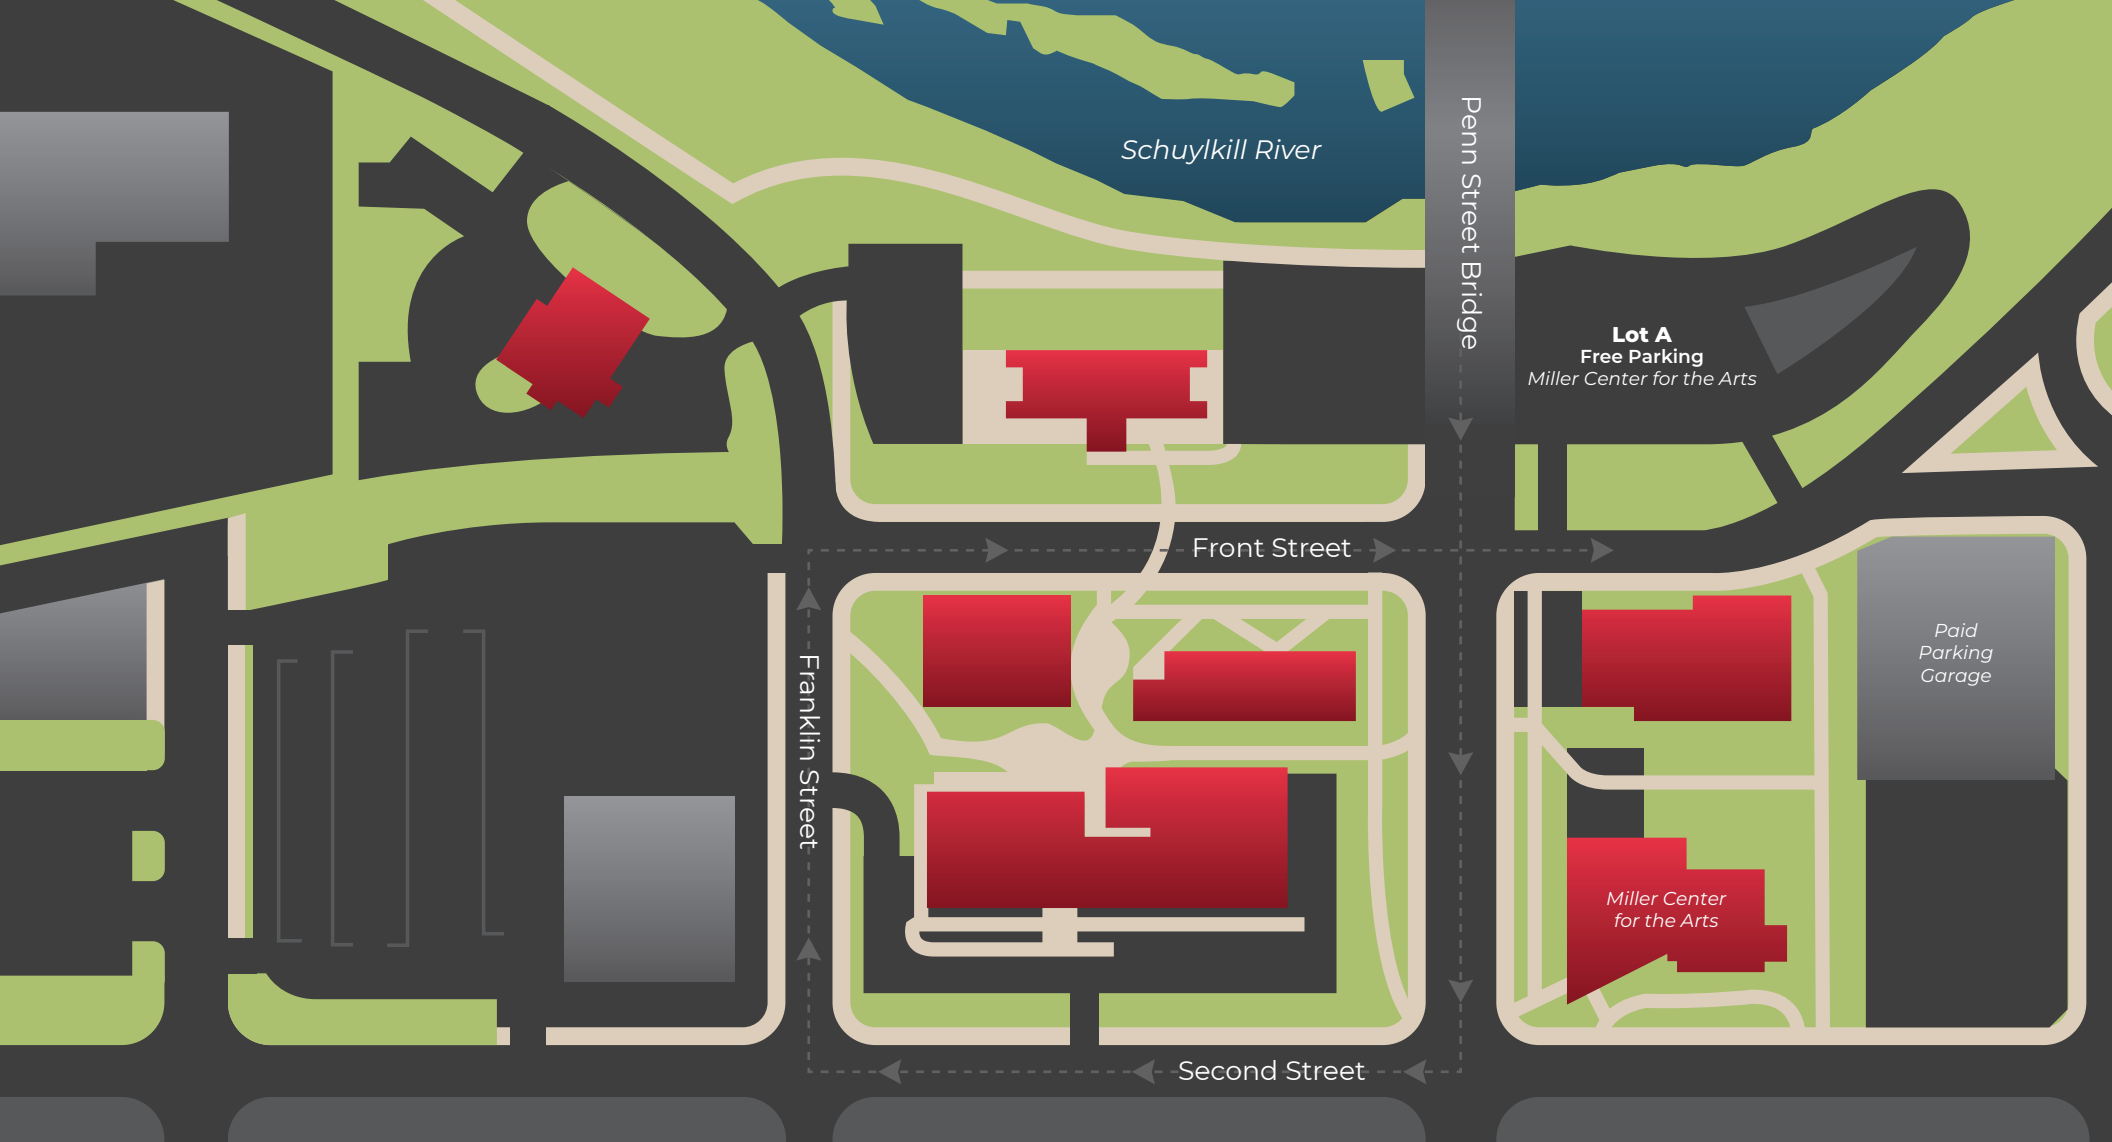 Schuylkill River
Penn Street Bridge
Lot A
Free Parking
Miller Center for the Arts
Front Street
Franklin Street
Paid
Parking
Garage
Miller Center
for the Arts
Second Street